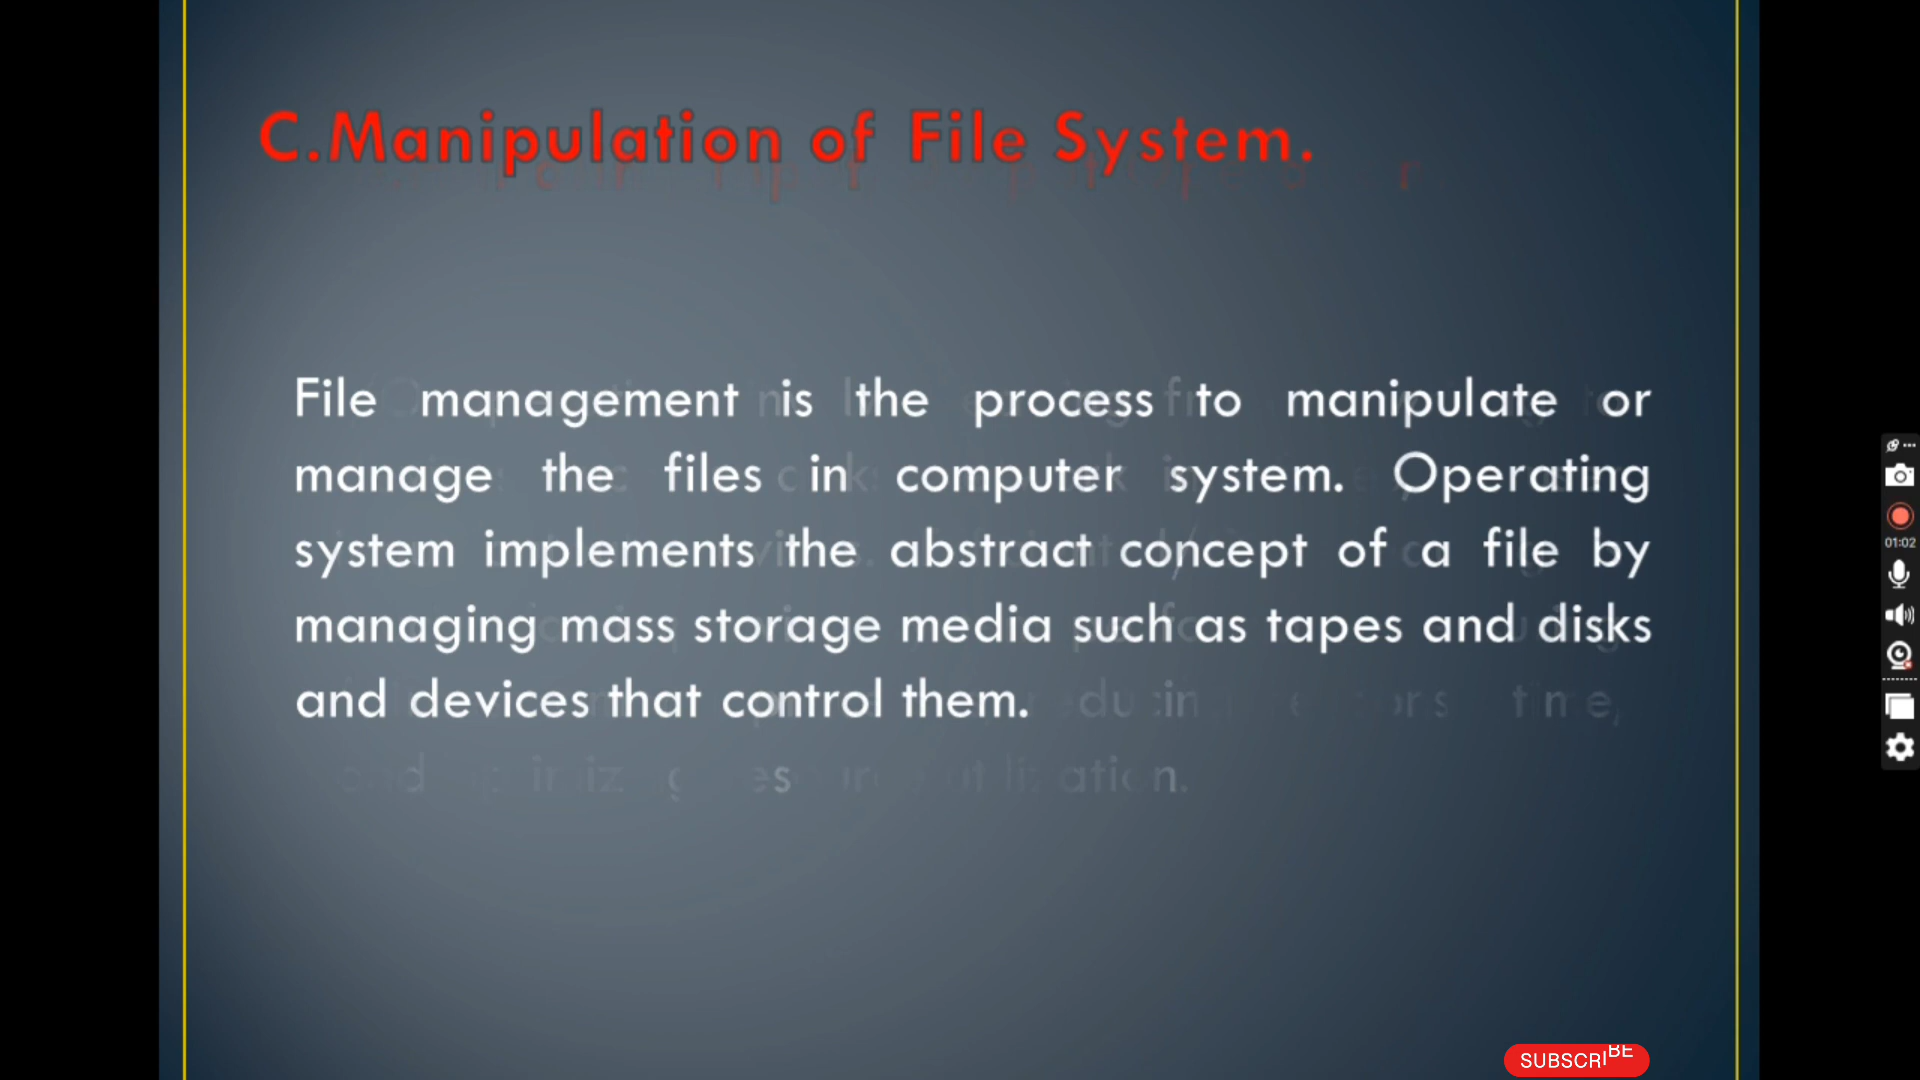 C.Manipulation of File System.
File management is the process to manipulate or
manage the files in computer system. Operating
system implements the abstract concept of a file by
managing mass storage media such as tapes and disks
and devices that control them.
01:02
SUBSCRIBE